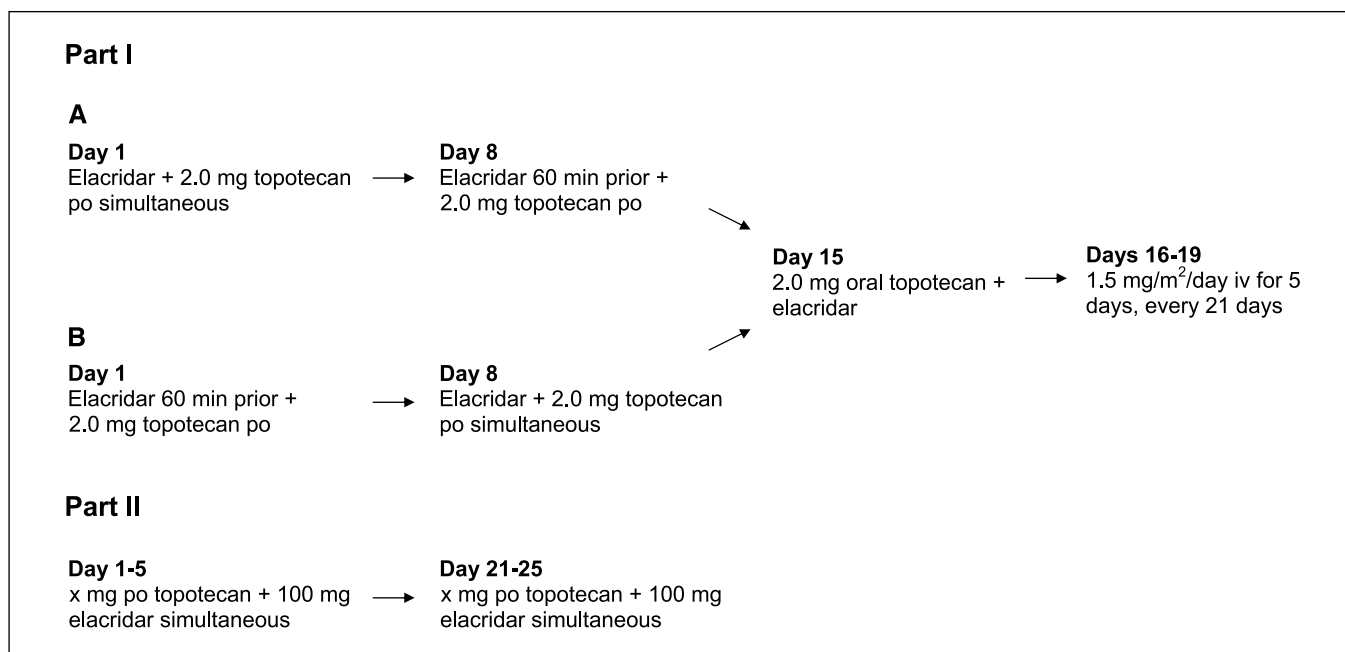 Part I
A
Day 1
Elacridar + 2.0 mg topotecan
po simultaneous
Day 8
Elacridar 60 min prior +
2.0 mg topotecan po
Day 15
2.0 mg oral topotecan +
elacridar
Days 16-19
1.5 mg/m²/day iv for 5
days, every 21 days
B
Day 1
Elacridar 60 min prior +
2.0 mg topotecan po
Day 8
Elacridar + 2.0 mg topotecan
po simultaneous
Part II
Day 1-5
x mg po topotecan + 100 mg
elacridar simultaneous
Day 21-25
x mg po topotecan + 100 mg
elacridar simultaneous